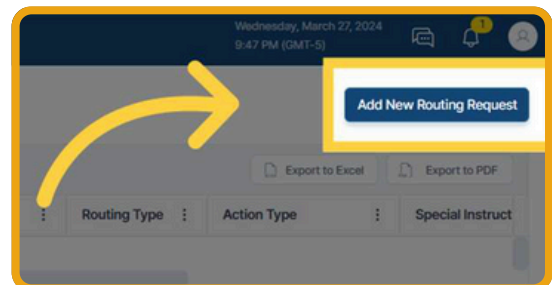 Wednesday, March 27, 2024
9:47 PM (GMT-5)
1
Add New Routing Request
Export to Excel
Export to PDF
Routing Type
Action Type
Special Instruct